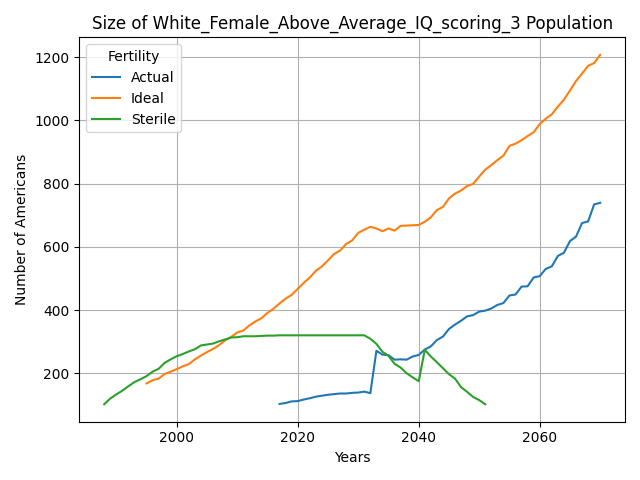 Size of White_Female_Above_Average_IQ_scoring_3 Population
Fertility
Actual
Ideal
Sterile
Number of Americans
1200
1000
800
600
400
200
2000
2020
2040
2060
Years